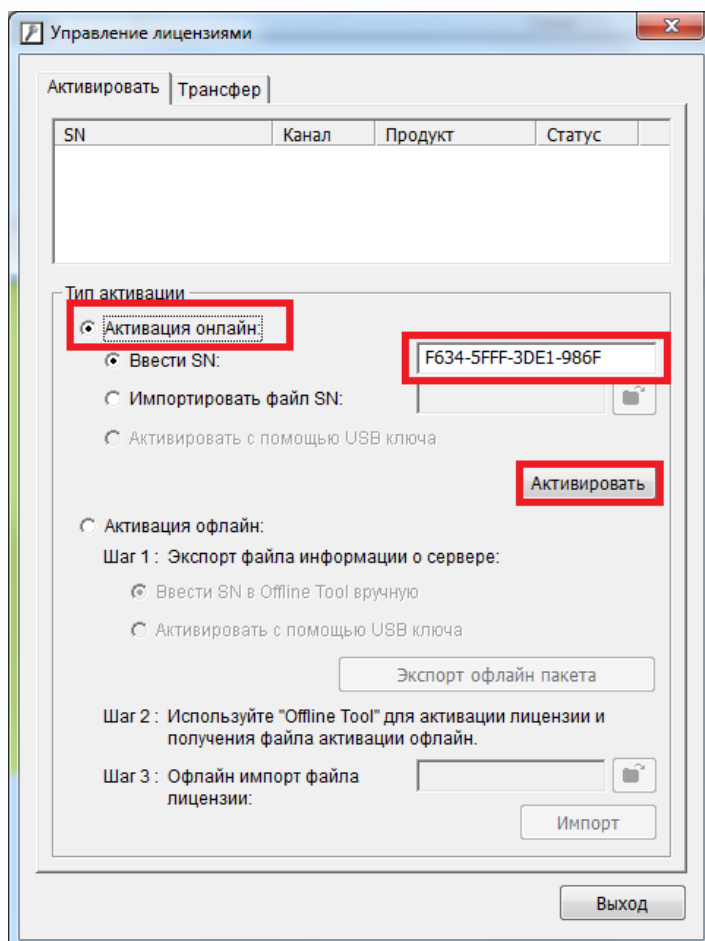 Управление лицензиями
Активировать Трансфер
SN Канал Продукт Статус
Тип активации
Активация онлайн:
Ввести SN: F634-5FFF-3DE1-986F
Импортировать файл SN:
Активировать с помощью USB ключа
Активировать
Активация офлайн:
Шаг 1 : Экспорт файла информации о сервере:
Ввести SN в Offline Tool вручную
Активировать с помощью USB ключа
Экспорт офлайн пакета
Шаг 2 : Используйте "Offline Tool" для активации лицензии и
получения файла активации офлайн.
Шаг 3 : Офлайн импорт файла
лицензии:
Импорт
Выход